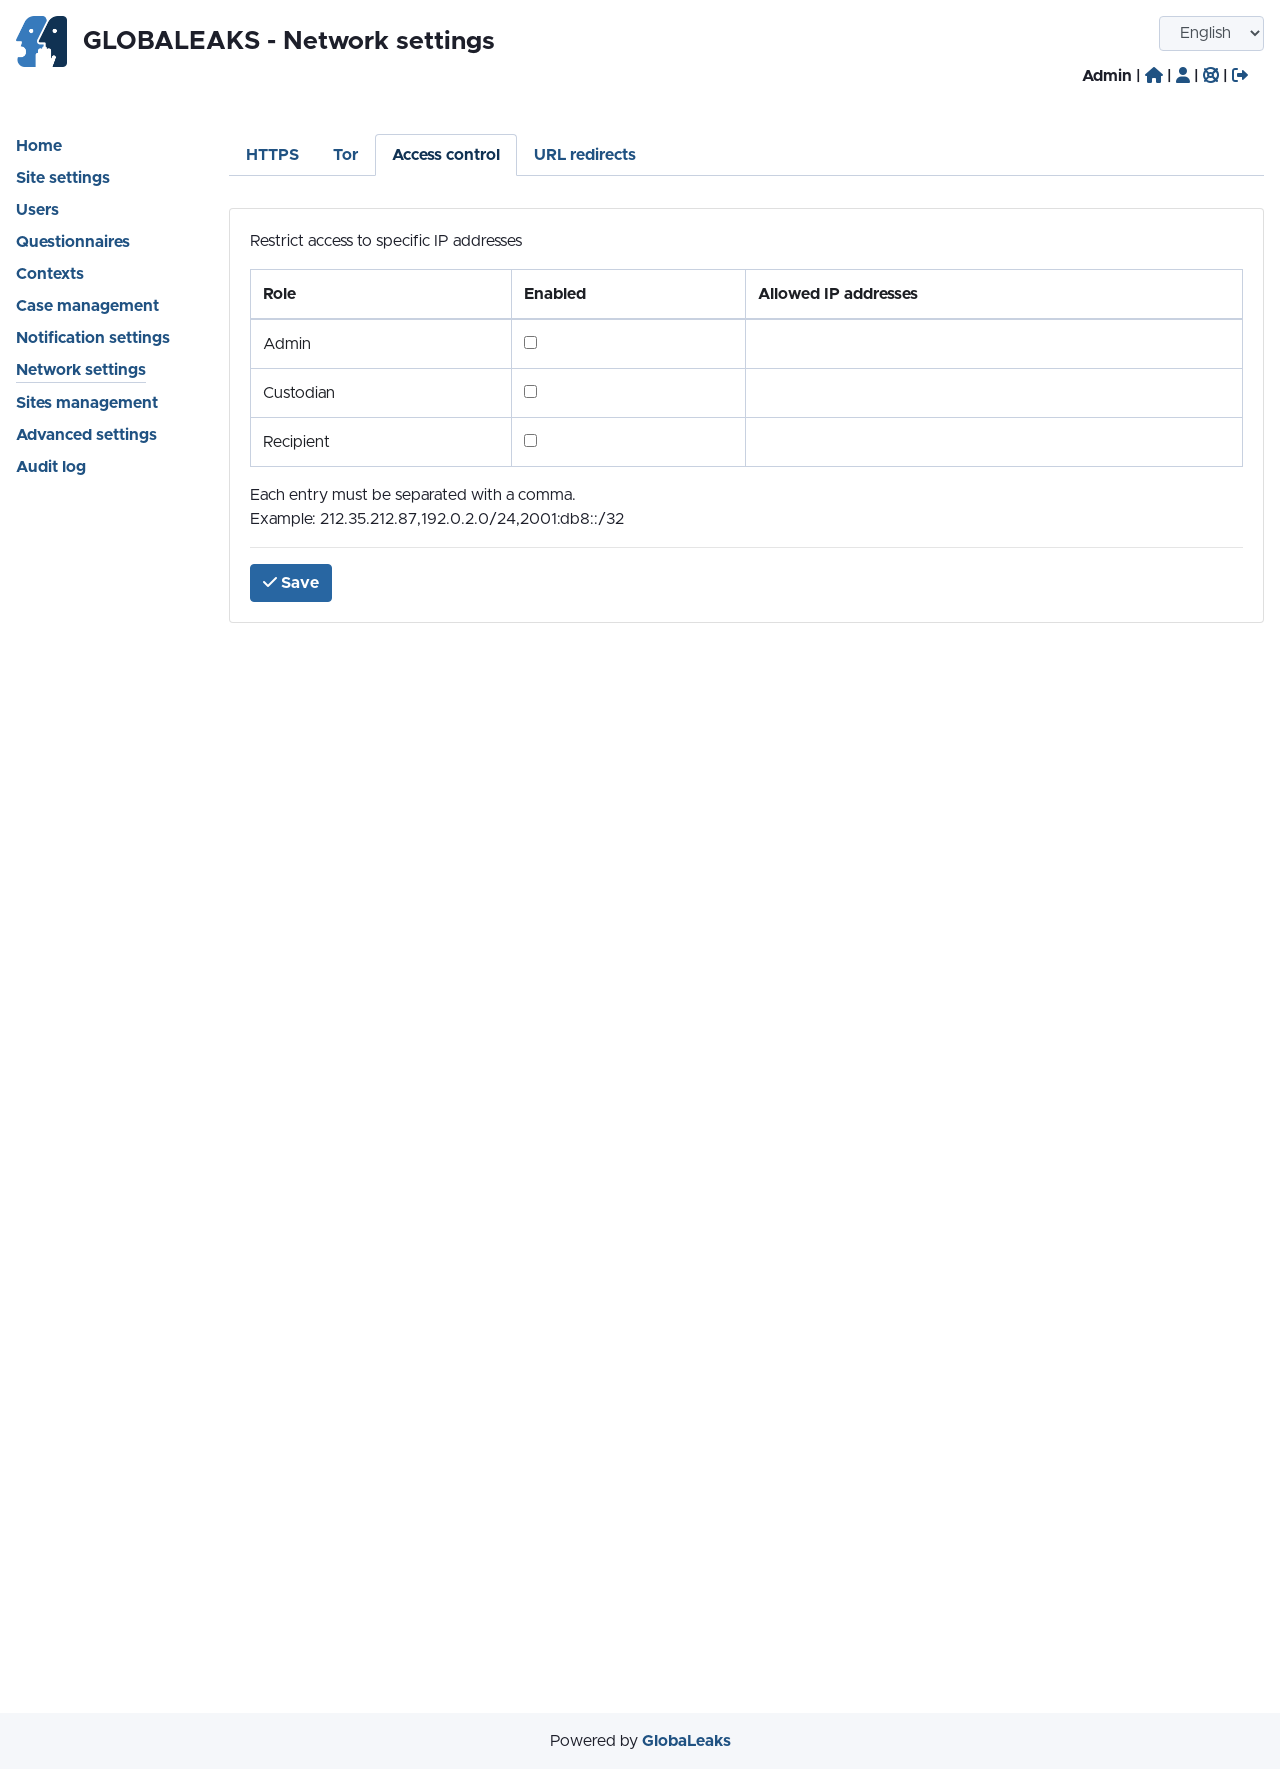 GLOBALEAKS - Network settings
English
Admin | | | |
Home
Site settings
Users
Questionnaires
Contexts
Case management
Notification settings
Network settings
Sites management
Advanced settings
Audit log
HTTPS Tor Access control URL redirects
Restrict access to specific IP addresses
Role Enabled Allowed IP addresses
Admin
Custodian
Recipient
Each entry must be separated with a comma.
Example: 212.35.212.87,192.0.2.0/24,2001:db8::/32
Save
Powered by GlobaLeaks